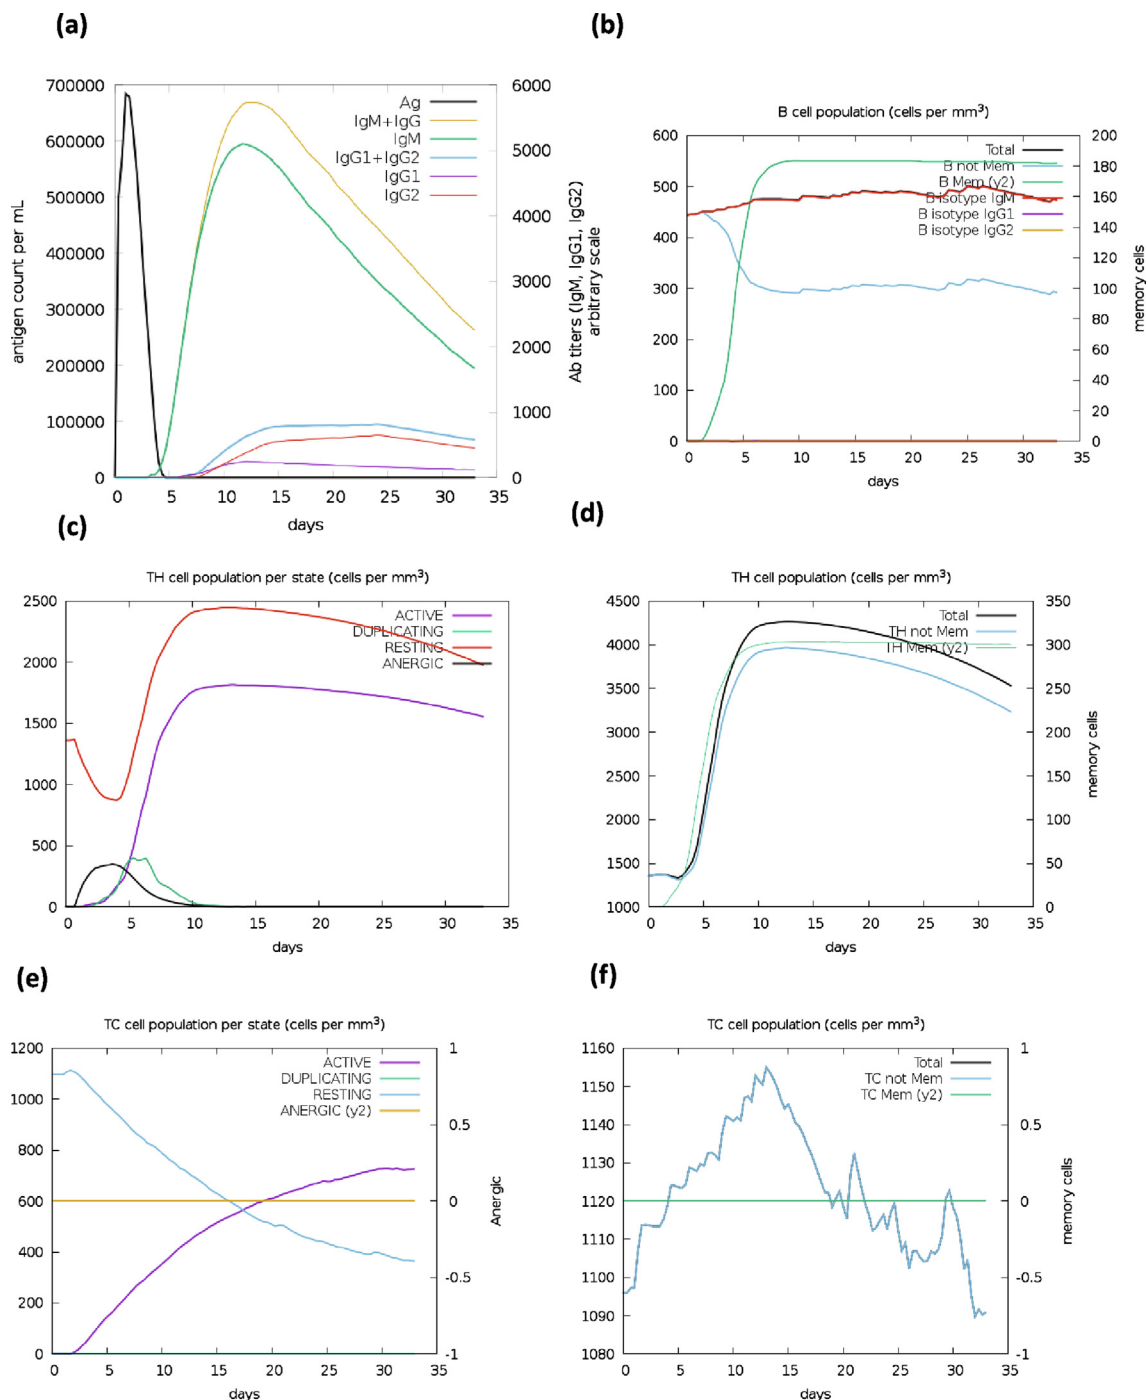 (a)
700000
600000
500000
400000
300000
200000
100000
0
antigen count per mL
0 5 10 15 20 25 30 35
days
6000
5000
4000
3000
2000
1000
0
Ab titers (IgM, IgG1, IgG2)
arbitrary scale
Ag
IgM+IgG
IgM
IgG1+IgG2
IgG1
IgG2
(b)
B cell population (cells per mm³)
600
500
400
300
200
100
0
0 5 10 15 20 25 30 35
days
200
180
160
140
120
100
80
60
40
20
0
memory cells
Total
B not Mem
B Mem (y2)
B isotype IgM
B isotype IgG1
B isotype IgG2
(c)
TH cell population per state (cells per mm³)
2500
2000
1500
1000
500
0
0 5 10 15 20 25 30 35
days
ACTIVE
DUPLICATING
RESTING
ANERGIC
(d)
TH cell population (cells per mm³)
4500
4000
3500
3000
2500
2000
1500
1000
0 5 10 15 20 25 30 35
days
350
300
250
200
150
100
50
0
memory cells
Total
TH not Mem
TH Mem (y2)
(e)
TC cell population per state (cells per mm³)
1200
1000
800
600
400
200
0
0 5 10 15 20 25 30 35
days
1
0.5
0
-0.5
-1
Anergic
ACTIVE
DUPLICATING
RESTING
ANERGIC (y2)
(f)
TC cell population (cells per mm³)
1160
1150
1140
1130
1120
1110
1100
1090
1080
0 5 10 15 20 25 30 35
days
1
0.5
0
-0.5
-1
memory cells
Total
TC not Mem
TC Mem (y2)